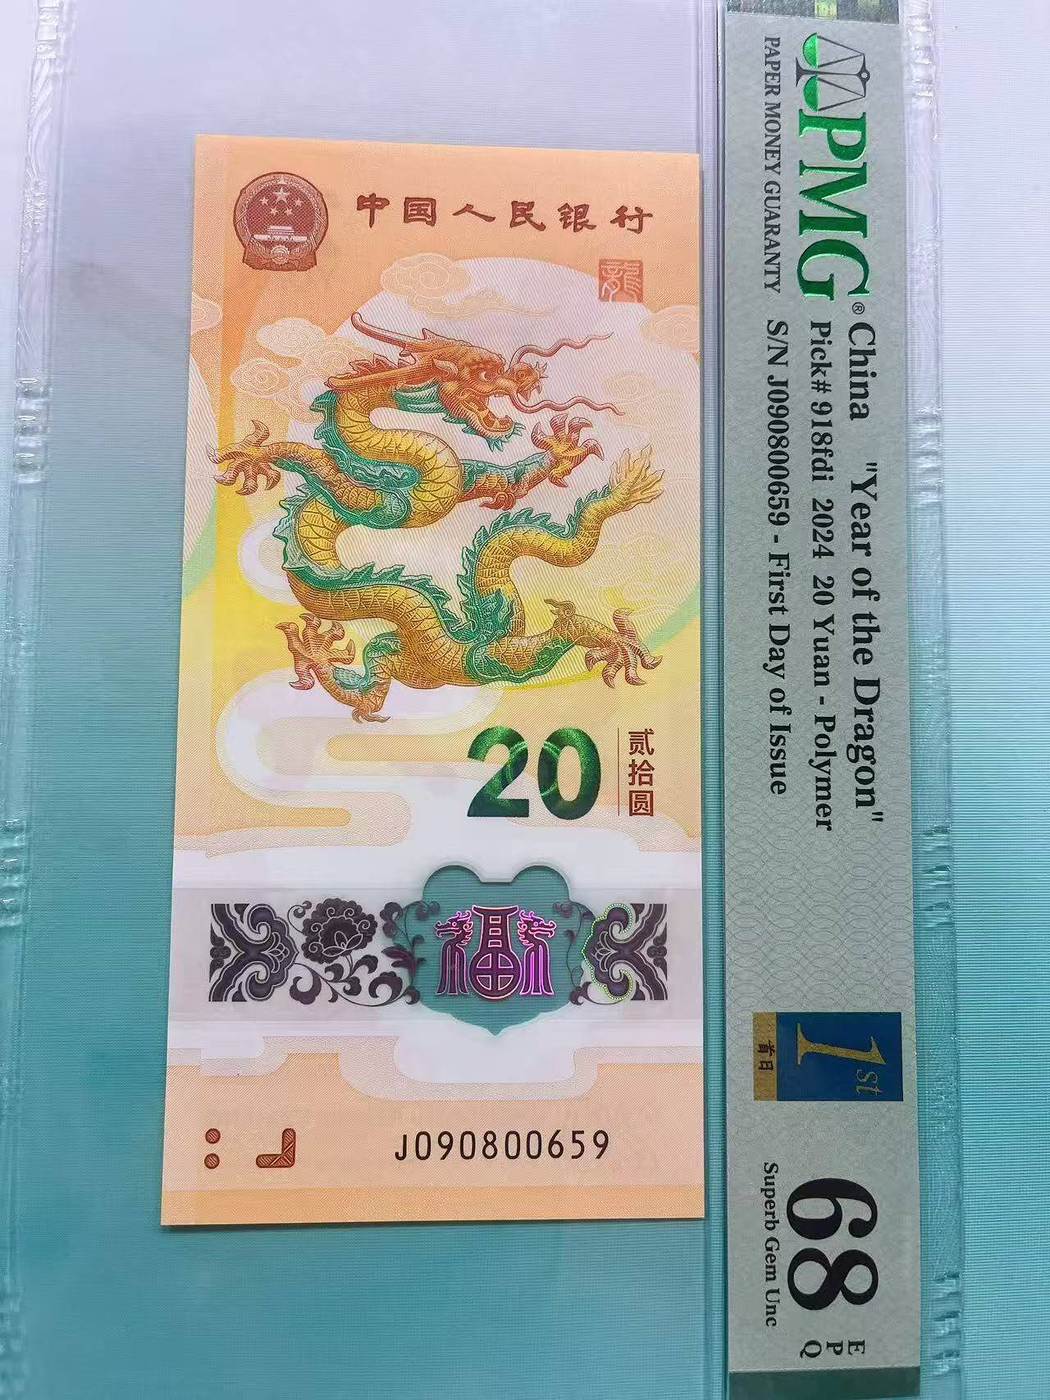 中国人民银行
龍
20
贰拾圆
J090800659
PMG®
PAPER MONEY GUARANTY
China "Year of the Dragon"
Pick# 918fdi 2024 20 Yuan - Polymer
S/N J090800659 - First Day of Issue
1st
首日
68
EPQ
Superb Gem Unc